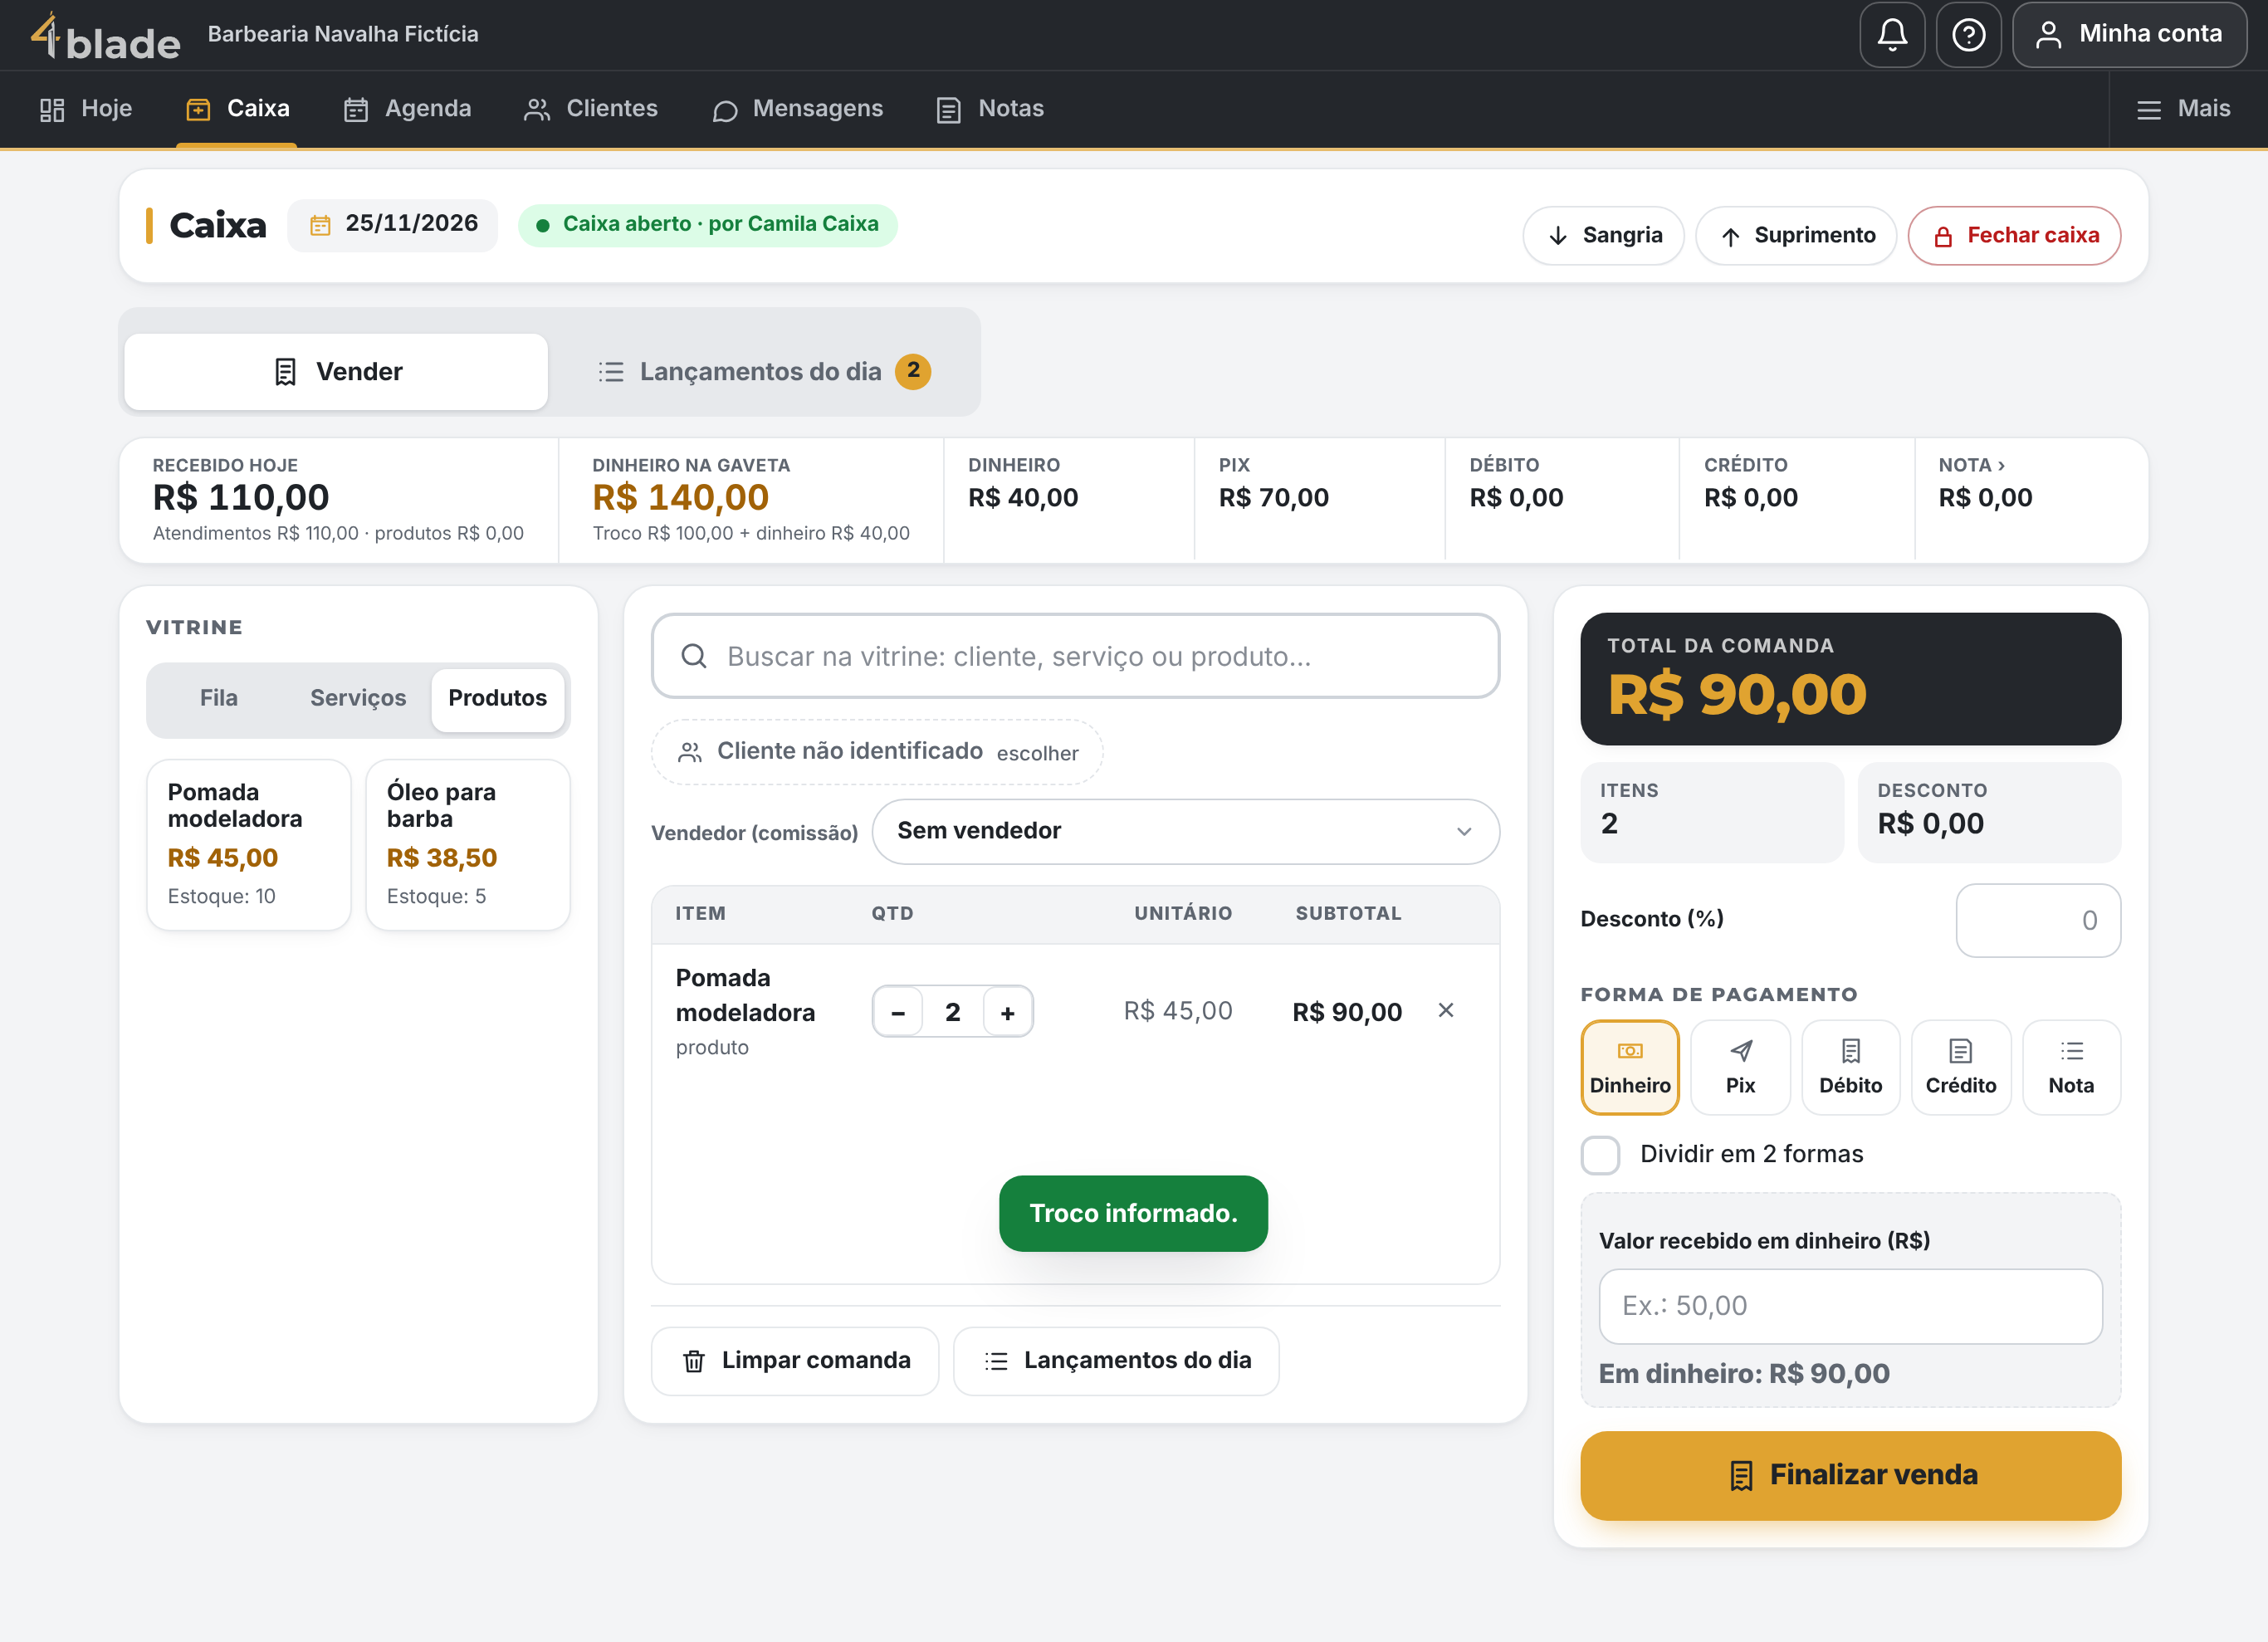 4blade
Barbearia Navalha Fictícia
Minha conta
Hoje
Caixa
Agenda
Clientes
Mensagens
Notas
Mais
Caixa
25/11/2026
Caixa aberto · por Camila Caixa
Sangria
Suprimento
Fechar caixa
Vender
Lançamentos do dia 2
RECEBIDO HOJE
R$ 110,00
Atendimentos R$ 110,00 · produtos R$ 0,00
DINHEIRO NA GAVETA
R$ 140,00
Troco R$ 100,00 + dinheiro R$ 40,00
DINHEIRO
R$ 40,00
PIX
R$ 70,00
DÉBITO
R$ 0,00
CRÉDITO
R$ 0,00
NOTA ›
R$ 0,00
VITRINE
Fila
Serviços
Produtos
Pomada
modeladora
R$ 45,00
Estoque: 10
Óleo para
barba
R$ 38,50
Estoque: 5
Buscar na vitrine: cliente, serviço ou produto...
Cliente não identificado escolher
Vendedor (comissão)
Sem vendedor
ITEM
QTD
UNITÁRIO
SUBTOTAL
Pomada
modeladora
produto
– 2 +
R$ 45,00
R$ 90,00
×
Troco informado.
Limpar comanda
Lançamentos do dia
TOTAL DA COMANDA
R$ 90,00
ITENS
2
DESCONTO
R$ 0,00
Desconto (%)
0
FORMA DE PAGAMENTO
Dinheiro
Pix
Débito
Crédito
Nota
Dividir em 2 formas
Valor recebido em dinheiro (R$)
Ex.: 50,00
Em dinheiro: R$ 90,00
Finalizar venda